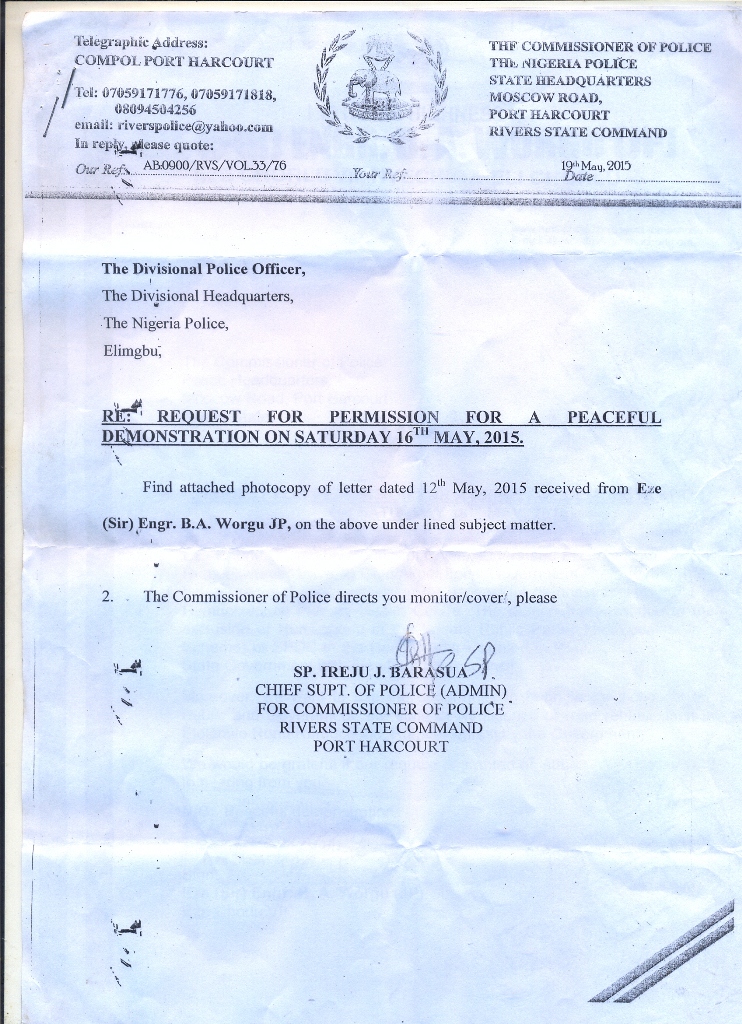 Telegraphic Address:
COMPOL PORT HARCOURT
Tel: 07059171776, 07059171818,
08094504256
email: riverspolice@yahoo.com
In reply, please quote:
Our Ref: AB:0900/RVS/VOL.33/76
Your Ref:
THE COMMISSIONER OF POLICE
THE NIGERIA POLICE
STATE HEADQUARTERS
MOSCOW ROAD,
PORT HARCOURT
RIVERS STATE COMMAND
19th May, 2015
Date
The Divisional Police Officer,
The Divisional Headquarters,
The Nigeria Police,
Elimgbu,
RE: REQUEST FOR PERMISSION FOR A PEACEFUL
DEMONSTRATION ON SATURDAY 16TH MAY, 2015.
Find attached photocopy of letter dated 12th May, 2015 received from Eze
(Sir) Engr. B.A. Worgu JP, on the above under lined subject matter.
2. The Commissioner of Police directs you monitor/cover/, please
SP
SP. IREJU J. BARASUA
CHIEF SUPT. OF POLICE (ADMIN)
FOR COMMISSIONER OF POLICE
RIVERS STATE COMMAND
PORT HARCOURT